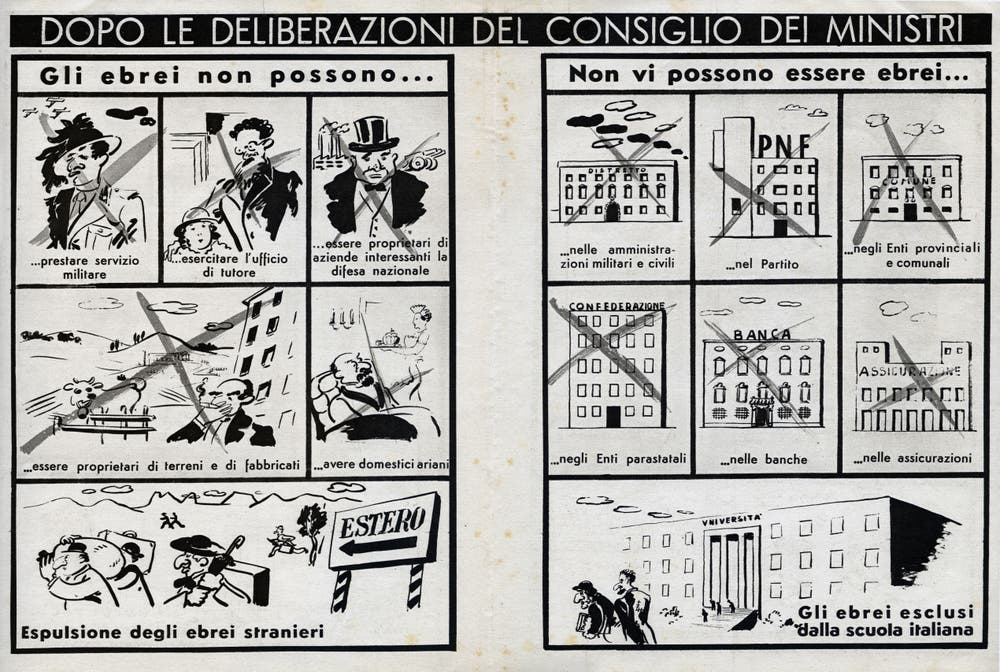 DOPO LE DELIBERAZIONI DEL CONSIGLIO DEI MINISTRI
Gli ebrei non possono...
...prestare servizio
militare
...esercitare l'ufficio
di tutore
...essere proprietari di
aziende interessanti la
difesa nazionale
...essere proprietari di terreni e di fabbricati
...avere domestici ariani
ESTERO
Espulsione degli ebrei stranieri
Non vi possono essere ebrei...
DISTRETTO
...nelle amministra-
zioni militari e civili
PNF
...nel Partito
COMUNE
...negli Enti provinciali
e comunali
CONFEDERAZIONE
...negli Enti parastatali
BANCA
...nelle banche
ASSICURAZIONE
...nelle assicurazioni
VNIVERSITA'
Gli ebrei esclusi
dalla scuola italiana